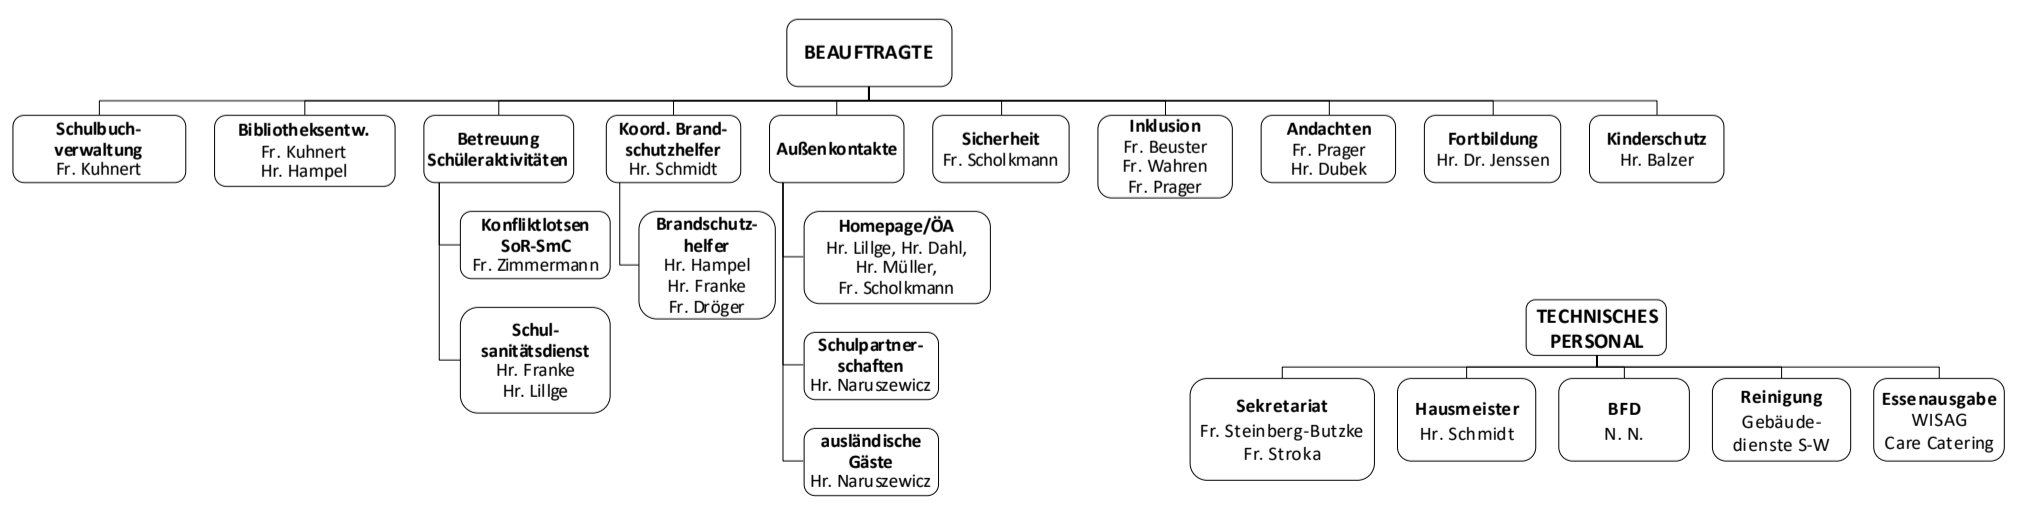 BEAUFTRAGTE
Schulbuch-
verwaltung
Fr. Kuhnert
Bibliotheksentw.
Fr. Kuhnert
Hr. Hampel
Betreuung
Schüleraktivitäten
Koord. Brand-
schutzhelfer
Hr. Schmidt
Außenkontakte
Sicherheit
Fr. Scholkmann
Inklusion
Fr. Beuster
Fr. Wahren
Fr. Prager
Andachten
Fr. Prager
Hr. Dubek
Fortbildung
Hr. Dr. Jenssen
Kinderschutz
Hr. Balzer
Konfliktlotsen
SoR-SmC
Fr. Zimmermann
Schul-
sanitätsdienst
Hr. Franke
Hr. Lillge
Brandschutz-
helfer
Hr. Hampel
Hr. Franke
Fr. Dröger
Homepage/ÖA
Hr. Lillge, Hr. Dahl,
Hr. Müller,
Fr. Scholkmann
Schulpartner-
schaften
Hr. Naruszewicz
ausländische
Gäste
Hr. Naruszewicz
TECHNISCHES
PERSONAL
Sekretariat
Fr. Steinberg-Butzke
Fr. Stroka
Hausmeister
Hr. Schmidt
BFD
N. N.
Reinigung
Gebäude-
dienste S-W
Essenausgabe
WISAG
Care Catering